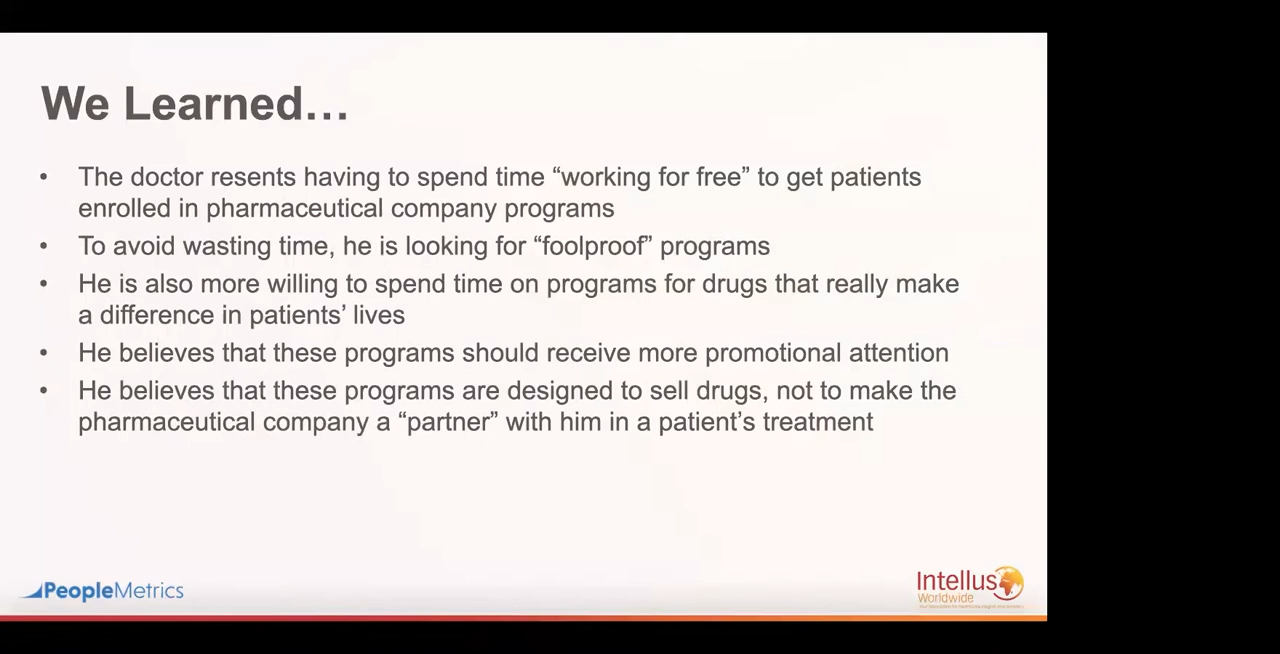 We Learned…
• The doctor resents having to spend time “working for free” to get patients
enrolled in pharmaceutical company programs
• To avoid wasting time, he is looking for “foolproof” programs
• He is also more willing to spend time on programs for drugs that really make
a difference in patients’ lives
• He believes that these programs should receive more promotional attention
• He believes that these programs are designed to sell drugs, not to make the
pharmaceutical company a “partner” with him in a patient’s treatment
PeopleMetrics
Intellus
Worldwide